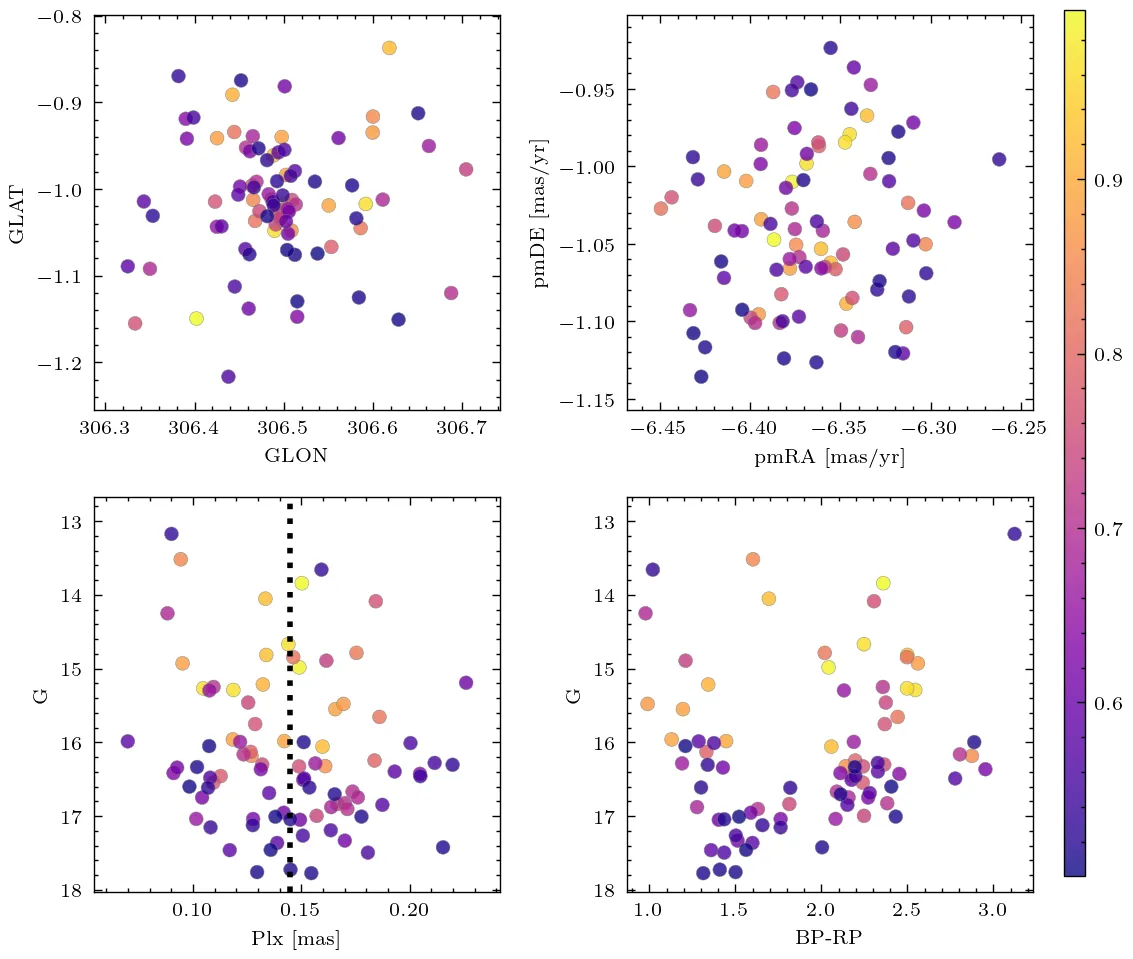 −0.8
−0.9
−1.0
−1.1
−1.2
GLAT
306.3 306.4 306.5 306.6 306.7
GLON
−0.95
−1.00
−1.05
−1.10
−1.15
pmDE [mas/yr]
−6.45 −6.40 −6.35 −6.30 −6.25
pmRA [mas/yr]
0.9
0.8
0.7
0.6
13
14
15
16
17
18
G
0.10 0.15 0.20
Plx [mas]
13
14
15
16
17
18
G
1.0 1.5 2.0 2.5 3.0
BP-RP